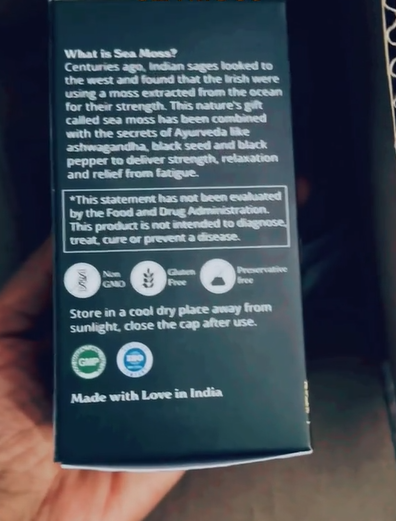 What is Sea Moss?
Centuries ago, Indian sages looked to
the west and found that the Irish were
using a moss extracted from the ocean
for their strength. This nature's gift
called sea moss has been combined
with the secrets of Ayurveda like
ashwagandha, black seed and black
pepper to deliver strength, relaxation
and relief from fatigue.
*This statement has not been evaluated
by the Food and Drug Administration.
This product is not intended to diagnose,
treat, cure or prevent a disease.
Non
GMO
Gluten
Free
Preservative
free
Store in a cool dry place away from
sunlight, close the cap after use.
GMP
ISO
Made with Love in India